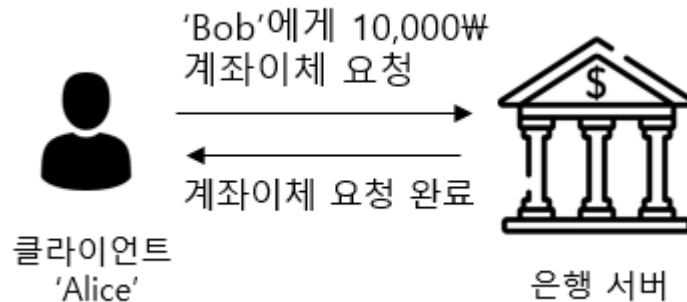 'Bob'에게 10,000₩
계좌이체 요청
$
계좌이체 요청 완료
클라이언트
'Alice'
은행 서버